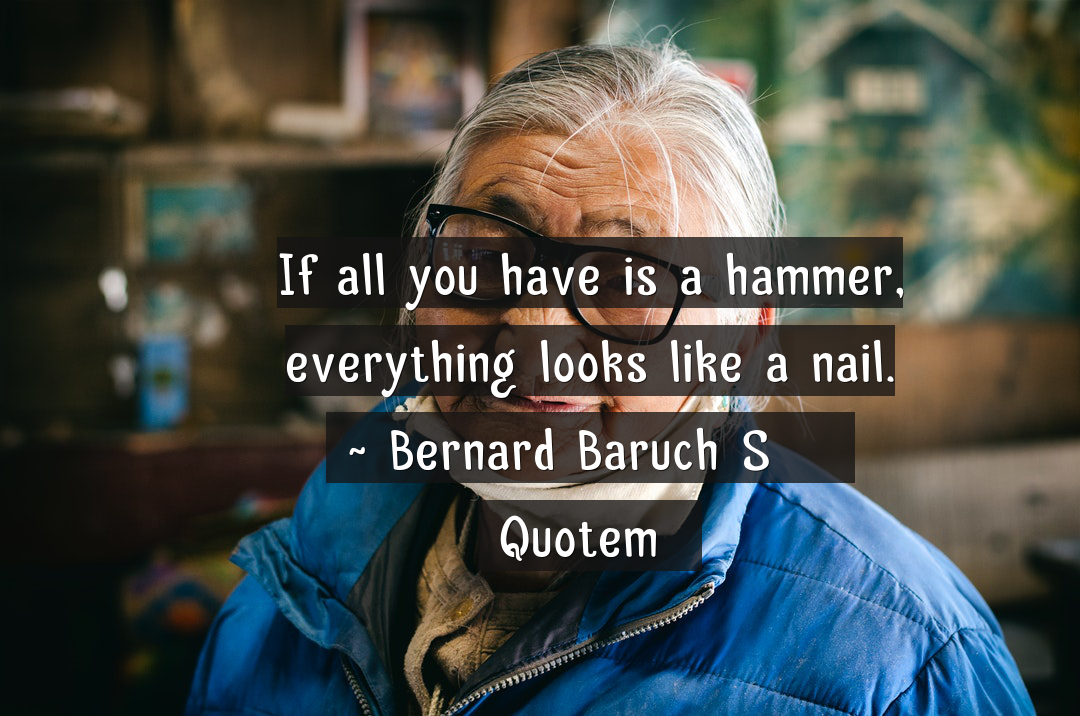 If all you have is a hammer,
everything looks like a nail.
~ Bernard Baruch S
Quotem